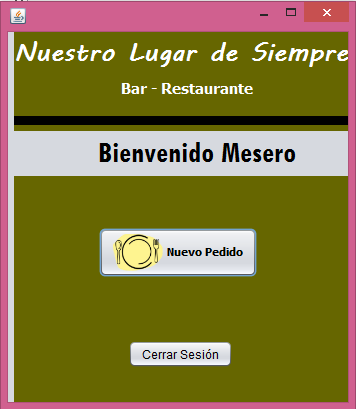 Nuestro Lugar de Siempre
Bar - Restaurante
Bienvenido Mesero
Nuevo Pedido
Cerrar Sesión